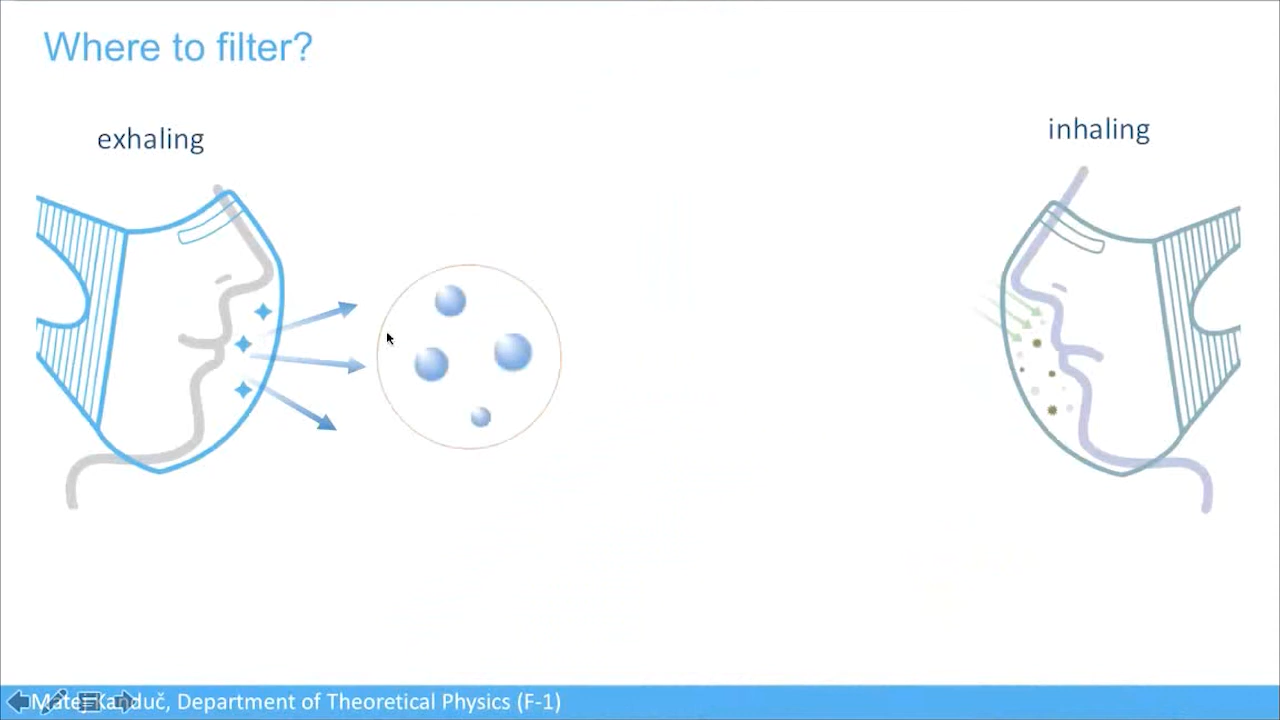 Where to filter?
exhaling
inhaling
Matej Kanduč, Department of Theoretical Physics (F-1)